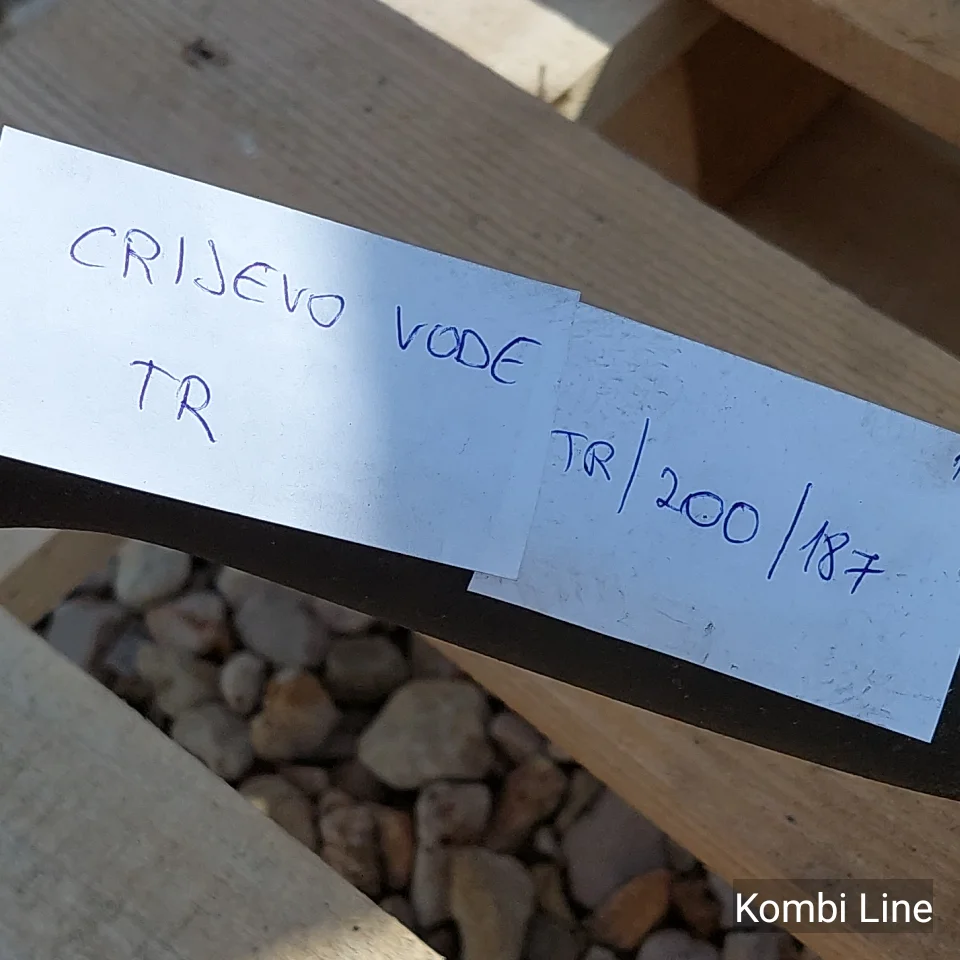 CRIJEVO VODE
TR
TR/200/187
Kombi Line